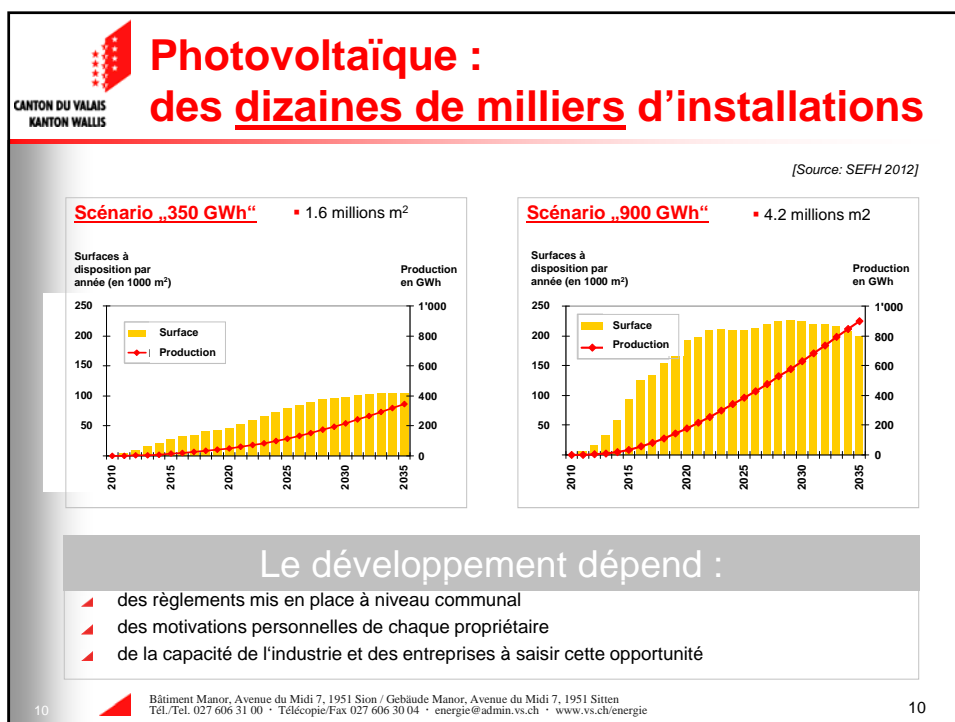 CANTON DU VALAIS
KANTON WALLIS
Photovoltaïque :
des dizaines de milliers d’installations
[Source: SEFH 2012]
Scénario „350 GWh“
▪ 1.6 millions m²
Surfaces à
disposition par
année (en 1000 m²)
Production
en GWh
250
200
150
100
50
1'000
800
600
400
200
0
Surface
Production
2010
2015
2020
2025
2030
2035
Scénario „900 GWh“
▪ 4.2 millions m2
Surfaces à
disposition par
année (en 1000 m²)
Production
en GWh
250
200
150
100
50
1'000
800
600
400
200
0
Surface
Production
2010
2015
2020
2025
2030
2035
Le développement dépend :
des règlements mis en place à niveau communal
des motivations personnelles de chaque propriétaire
de la capacité de l‘industrie et des entreprises à saisir cette opportunité
10
Bâtiment Manor, Avenue du Midi 7, 1951 Sion / Gebäude Manor, Avenue du Midi 7, 1951 Sitten
Tél./Tel. 027 606 31 00 · Télécopie/Fax 027 606 30 04 · energie@admin.vs.ch · www.vs.ch/energie
10